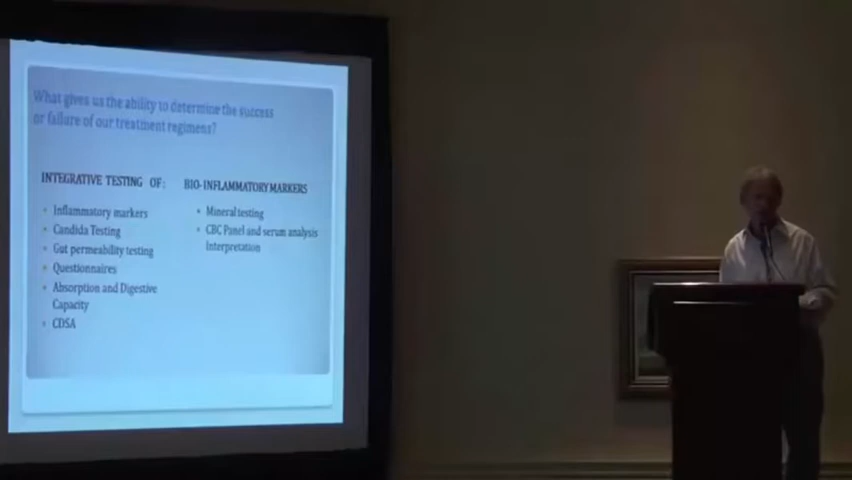 What gives us the ability to determine the success
or failure of our treatment regimens?
INTEGRATIVE TESTING OF:
• Inflammatory markers
• Candida Testing
• Gut permeability testing
• Questionnaires
• Absorption and Digestive
Capacity
• CDSA
BIO-INFLAMMATORY MARKERS
• Mineral testing
• CBC Panel and serum analysis
Interpretation